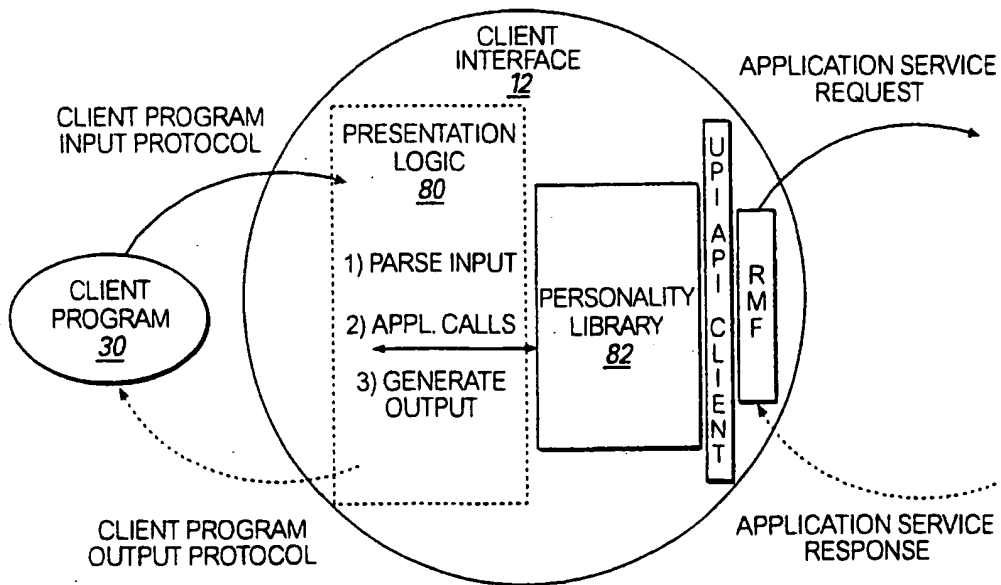 CLIENT
INTERFACE
12
APPLICATION SERVICE
REQUEST
CLIENT PROGRAM
INPUT PROTOCOL
PRESENTATION
LOGIC
80
1) PARSE INPUT
2) APPL. CALLS
3) GENERATE
OUTPUT
CLIENT
PROGRAM
30
PERSONALITY
LIBRARY
82
UPI API CLIENT
RMF
CLIENT PROGRAM
OUTPUT PROTOCOL
APPLICATION SERVICE
RESPONSE